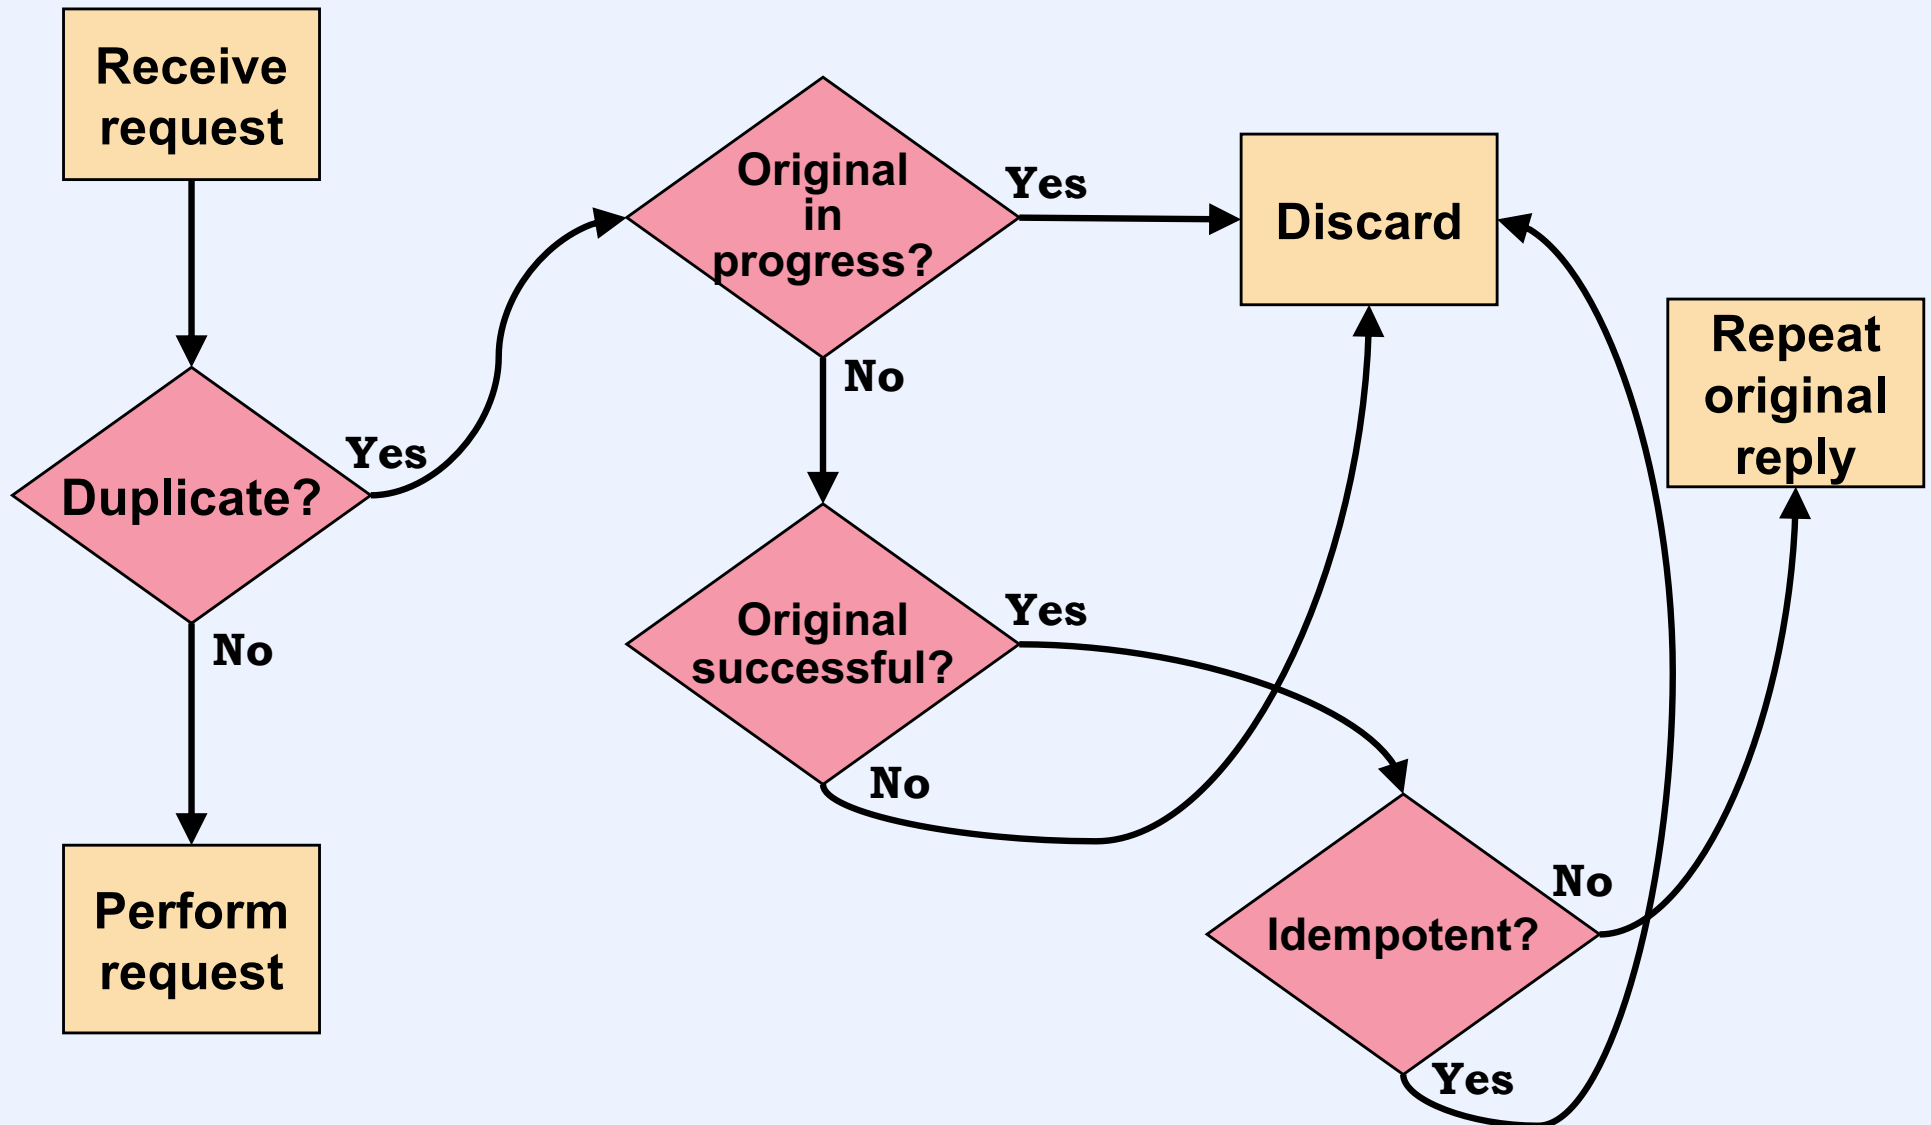 Receive
request
Duplicate?
Yes
No
Perform
request
Original
in
progress?
Yes
No
Original
successful?
Yes
No
Discard
Idempotent?
No
Yes
Repeat
original
reply